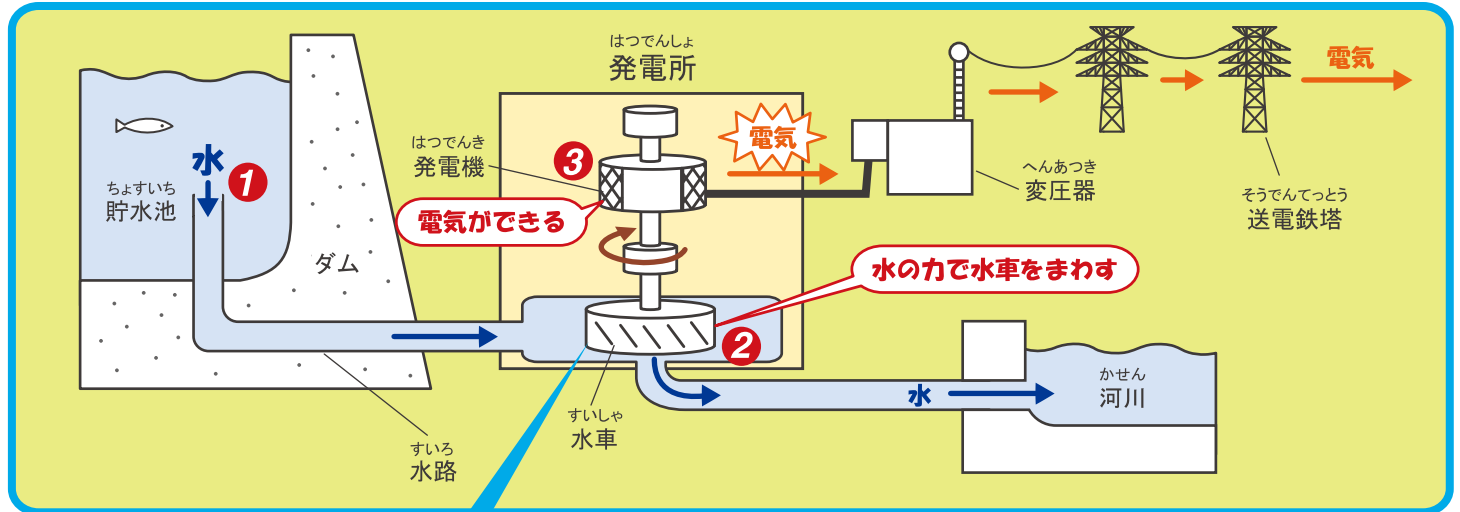 はつでんしょ
発電所
電気
水
1
ちょすいち
貯水池
ダム
はつでんき
発電機
3
電気ができる
電気
へんあつき
変圧器
そうでんてっとう
送電鉄塔
水の力で水車をまわす
2
すいしゃ
水車
すいろ
水路
水
かせん
河川